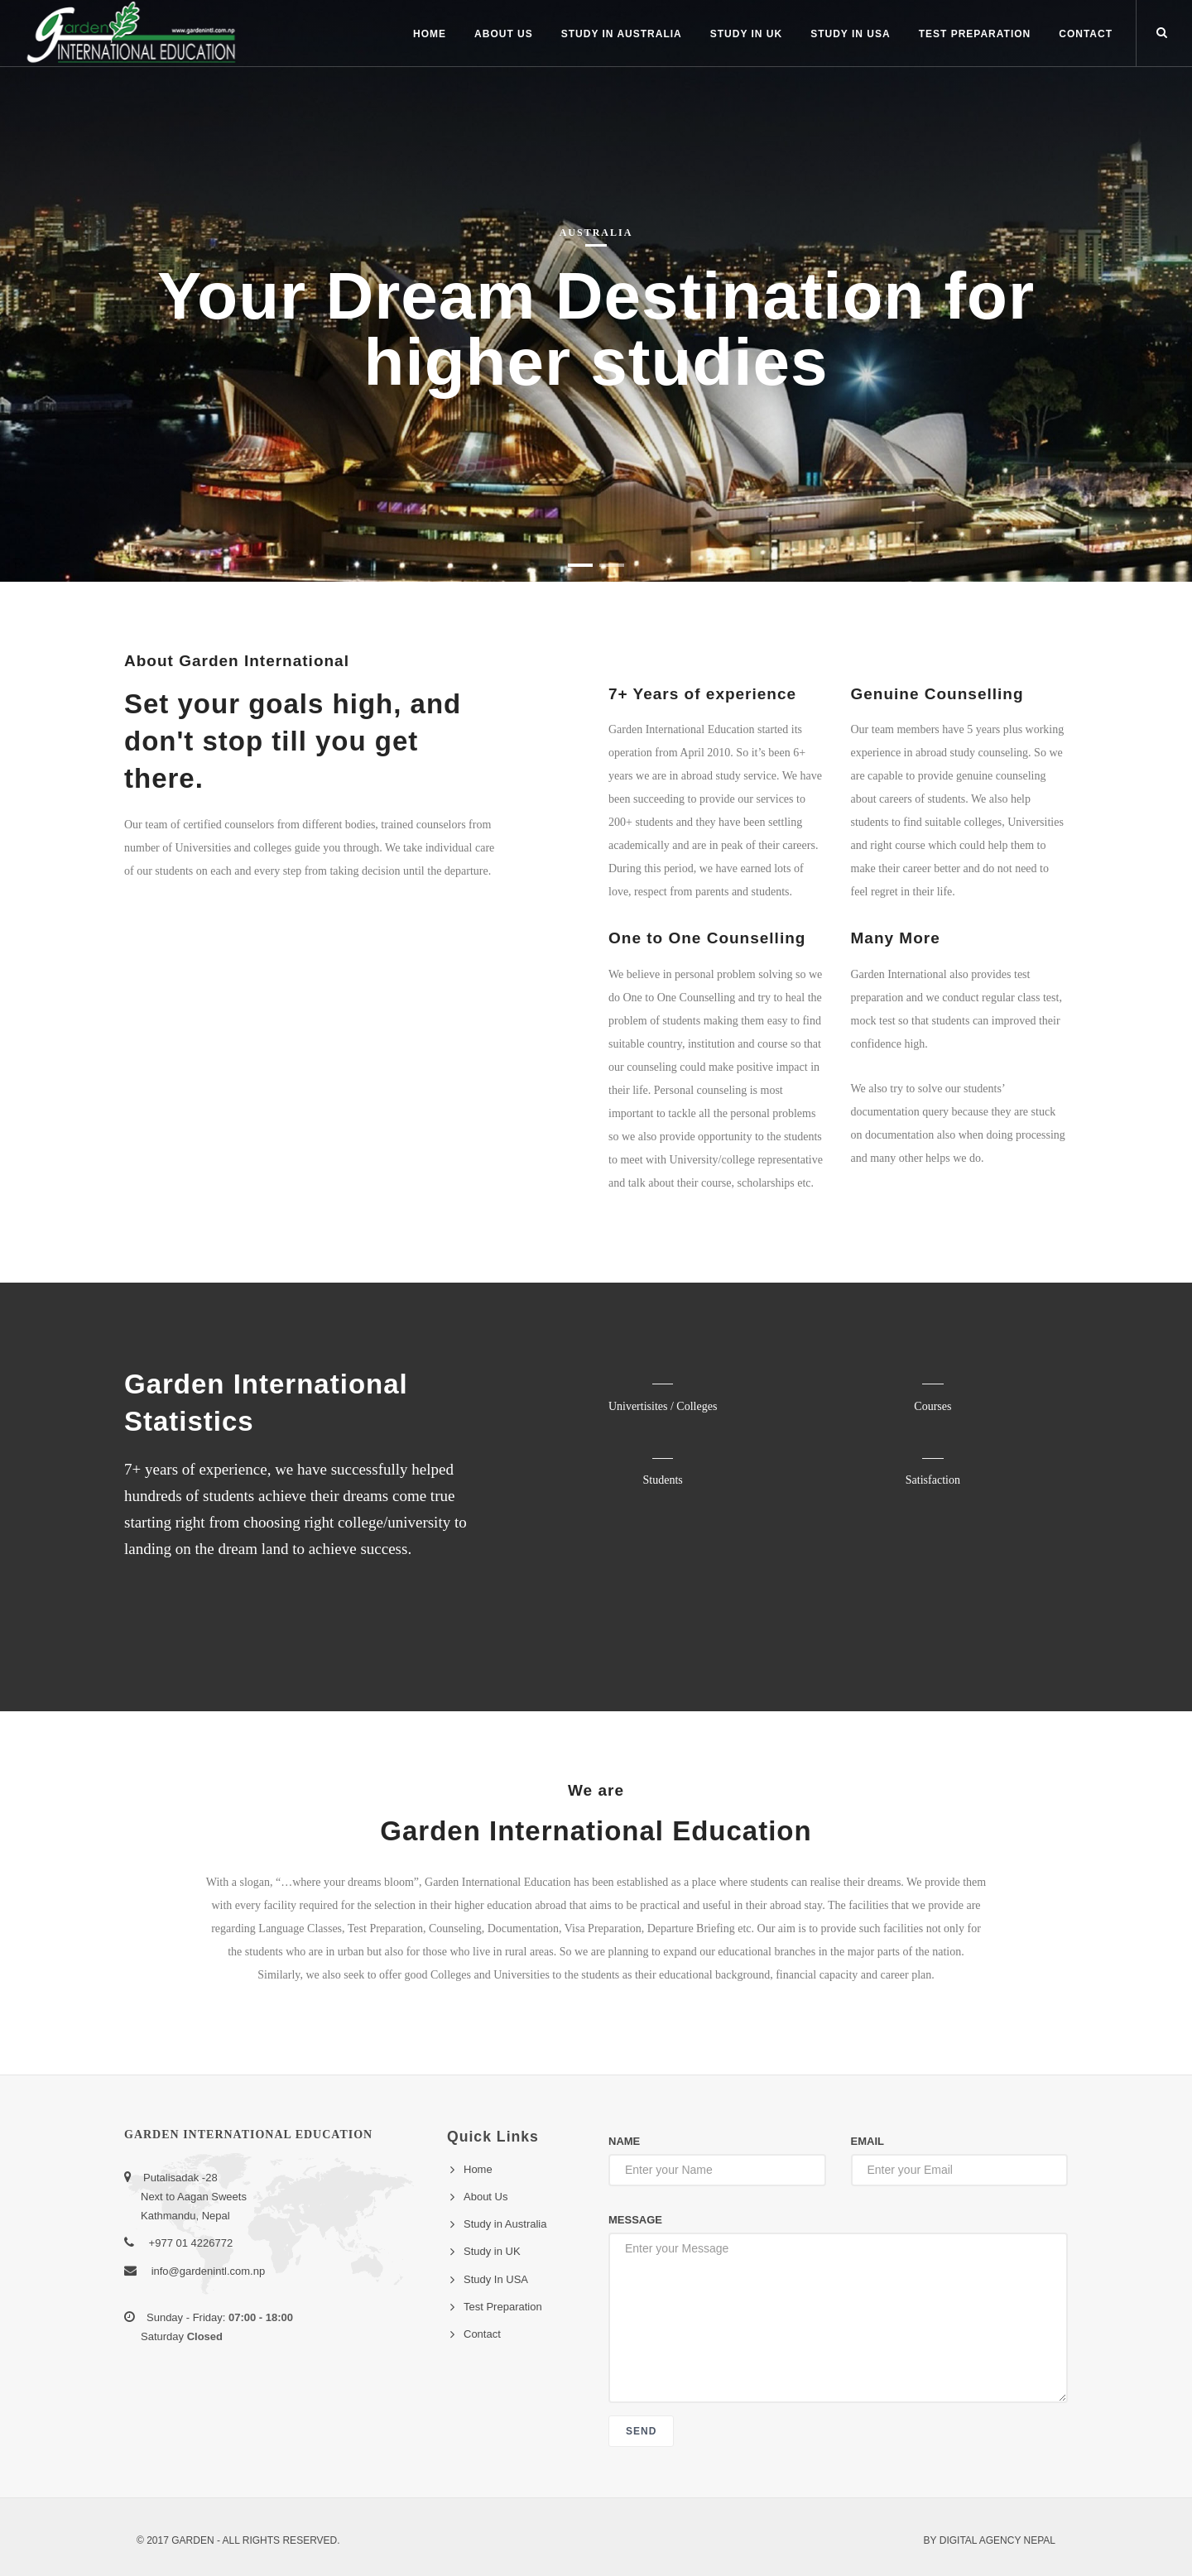 Garden
www.gardenintl.com.np
INTERNATIONAL EDUCATION
HOME ABOUT US STUDY IN AUSTRALIA STUDY IN UK STUDY IN USA TEST PREPARATION CONTACT
AUSTRALIA
Your Dream Destination for
higher studies
About Garden International
Set your goals high, and
don't stop till you get
there.
Our team of certified counselors from different bodies, trained counselors from
number of Universities and colleges guide you through. We take individual care
of our students on each and every step from taking decision until the departure.
7+ Years of experience
Garden International Education started its
operation from April 2010. So it’s been 6+
years we are in abroad study service. We have
been succeeding to provide our services to
200+ students and they have been settling
academically and are in peak of their careers.
During this period, we have earned lots of
love, respect from parents and students.
Genuine Counselling
Our team members have 5 years plus working
experience in abroad study counseling. So we
are capable to provide genuine counseling
about careers of students. We also help
students to find suitable colleges, Universities
and right course which could help them to
make their career better and do not need to
feel regret in their life.
One to One Counselling
We believe in personal problem solving so we
do One to One Counselling and try to heal the
problem of students making them easy to find
suitable country, institution and course so that
our counseling could make positive impact in
their life. Personal counseling is most
important to tackle all the personal problems
so we also provide opportunity to the students
to meet with University/college representative
and talk about their course, scholarships etc.
Many More
Garden International also provides test
preparation and we conduct regular class test,
mock test so that students can improved their
confidence high.
We also try to solve our students’
documentation query because they are stuck
on documentation also when doing processing
and many other helps we do.
Garden International
Statistics
7+ years of experience, we have successfully helped
hundreds of students achieve their dreams come true
starting right from choosing right college/university to
landing on the dream land to achieve success.
Univertisites / Colleges
Courses
Students
Satisfaction
We are
Garden International Education
With a slogan, “…where your dreams bloom”, Garden International Education has been established as a place where students can realise their dreams. We provide them
with every facility required for the selection in their higher education abroad that aims to be practical and useful in their abroad stay. The facilities that we provide are
regarding Language Classes, Test Preparation, Counseling, Documentation, Visa Preparation, Departure Briefing etc. Our aim is to provide such facilities not only for
the students who are in urban but also for those who live in rural areas. So we are planning to expand our educational branches in the major parts of the nation.
Similarly, we also seek to offer good Colleges and Universities to the students as their educational background, financial capacity and career plan.
GARDEN INTERNATIONAL EDUCATION
Putalisadak -28
Next to Aagan Sweets
Kathmandu, Nepal
+977 01 4226772
info@gardenintl.com.np
Sunday - Friday: 07:00 - 18:00
Saturday Closed
Quick Links
Home
About Us
Study in Australia
Study in UK
Study In USA
Test Preparation
Contact
NAME
Enter your Name
EMAIL
Enter your Email
MESSAGE
Enter your Message
SEND
© 2017 GARDEN - ALL RIGHTS RESERVED.
BY DIGITAL AGENCY NEPAL